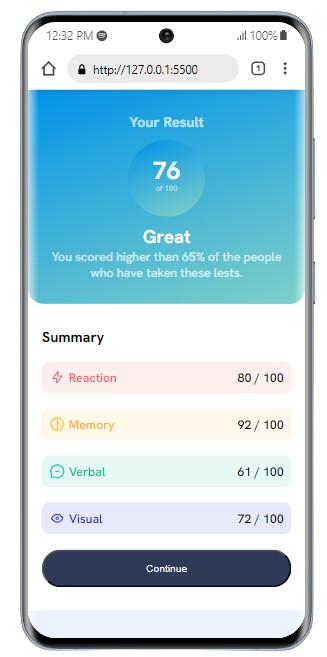 12:32 PM
100%
http://127.0.0.1:5500
1
Your Result
76
of 100
Great
You scored higher than 65% of the people
who have taken these lests.
Summary
Reaction 80 / 100
Memory 92 / 100
Verbal 61 / 100
Visual 72 / 100
Continue